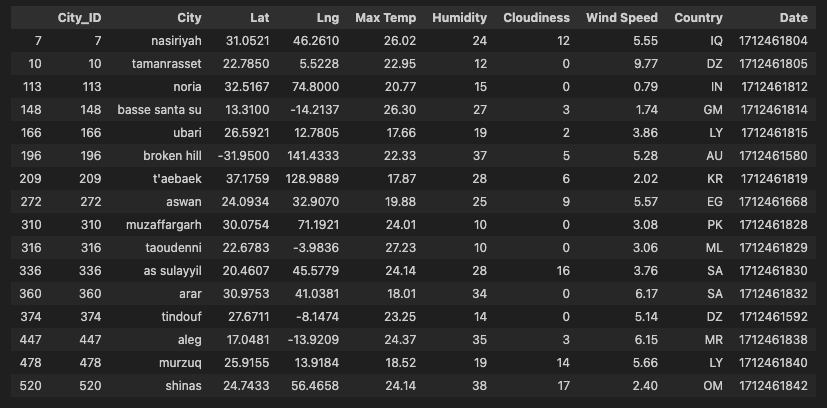 City_ID City Lat Lng Max Temp Humidity Cloudiness Wind Speed Country Date
7 7 nasiriyah 31.0521 46.2610 26.02 24 12 5.55 IQ 1712461804
10 10 tamanrasset 22.7850 5.5228 22.95 12 0 9.77 DZ 1712461805
113 113 noria 32.5167 74.8000 20.77 15 0 0.79 IN 1712461812
148 148 basse santa su 13.3100 -14.2137 26.30 27 3 1.74 GM 1712461814
166 166 ubari 26.5921 12.7805 17.66 19 2 3.86 LY 1712461815
196 196 broken hill -31.9500 141.4333 22.33 37 5 5.28 AU 1712461580
209 209 t'aebaek 37.1759 128.9889 17.87 28 6 2.02 KR 1712461819
272 272 aswan 24.0934 32.9070 19.88 25 9 5.57 EG 1712461668
310 310 muzaffargarh 30.0754 71.1921 24.01 10 0 3.08 PK 1712461828
316 316 taoudenni 22.6783 -3.9836 27.23 10 0 3.06 ML 1712461829
336 336 as sulayyil 20.4607 45.5779 24.14 28 16 3.76 SA 1712461830
360 360 arar 30.9753 41.0381 18.01 34 0 6.17 SA 1712461832
374 374 tindouf 27.6711 -8.1474 23.25 14 0 5.14 DZ 1712461592
447 447 aleg 17.0481 -13.9209 24.37 35 3 6.15 MR 1712461838
478 478 murzuq 25.9155 13.9184 18.52 19 14 5.66 LY 1712461840
520 520 shinas 24.7433 56.4658 24.14 38 17 2.40 OM 1712461842